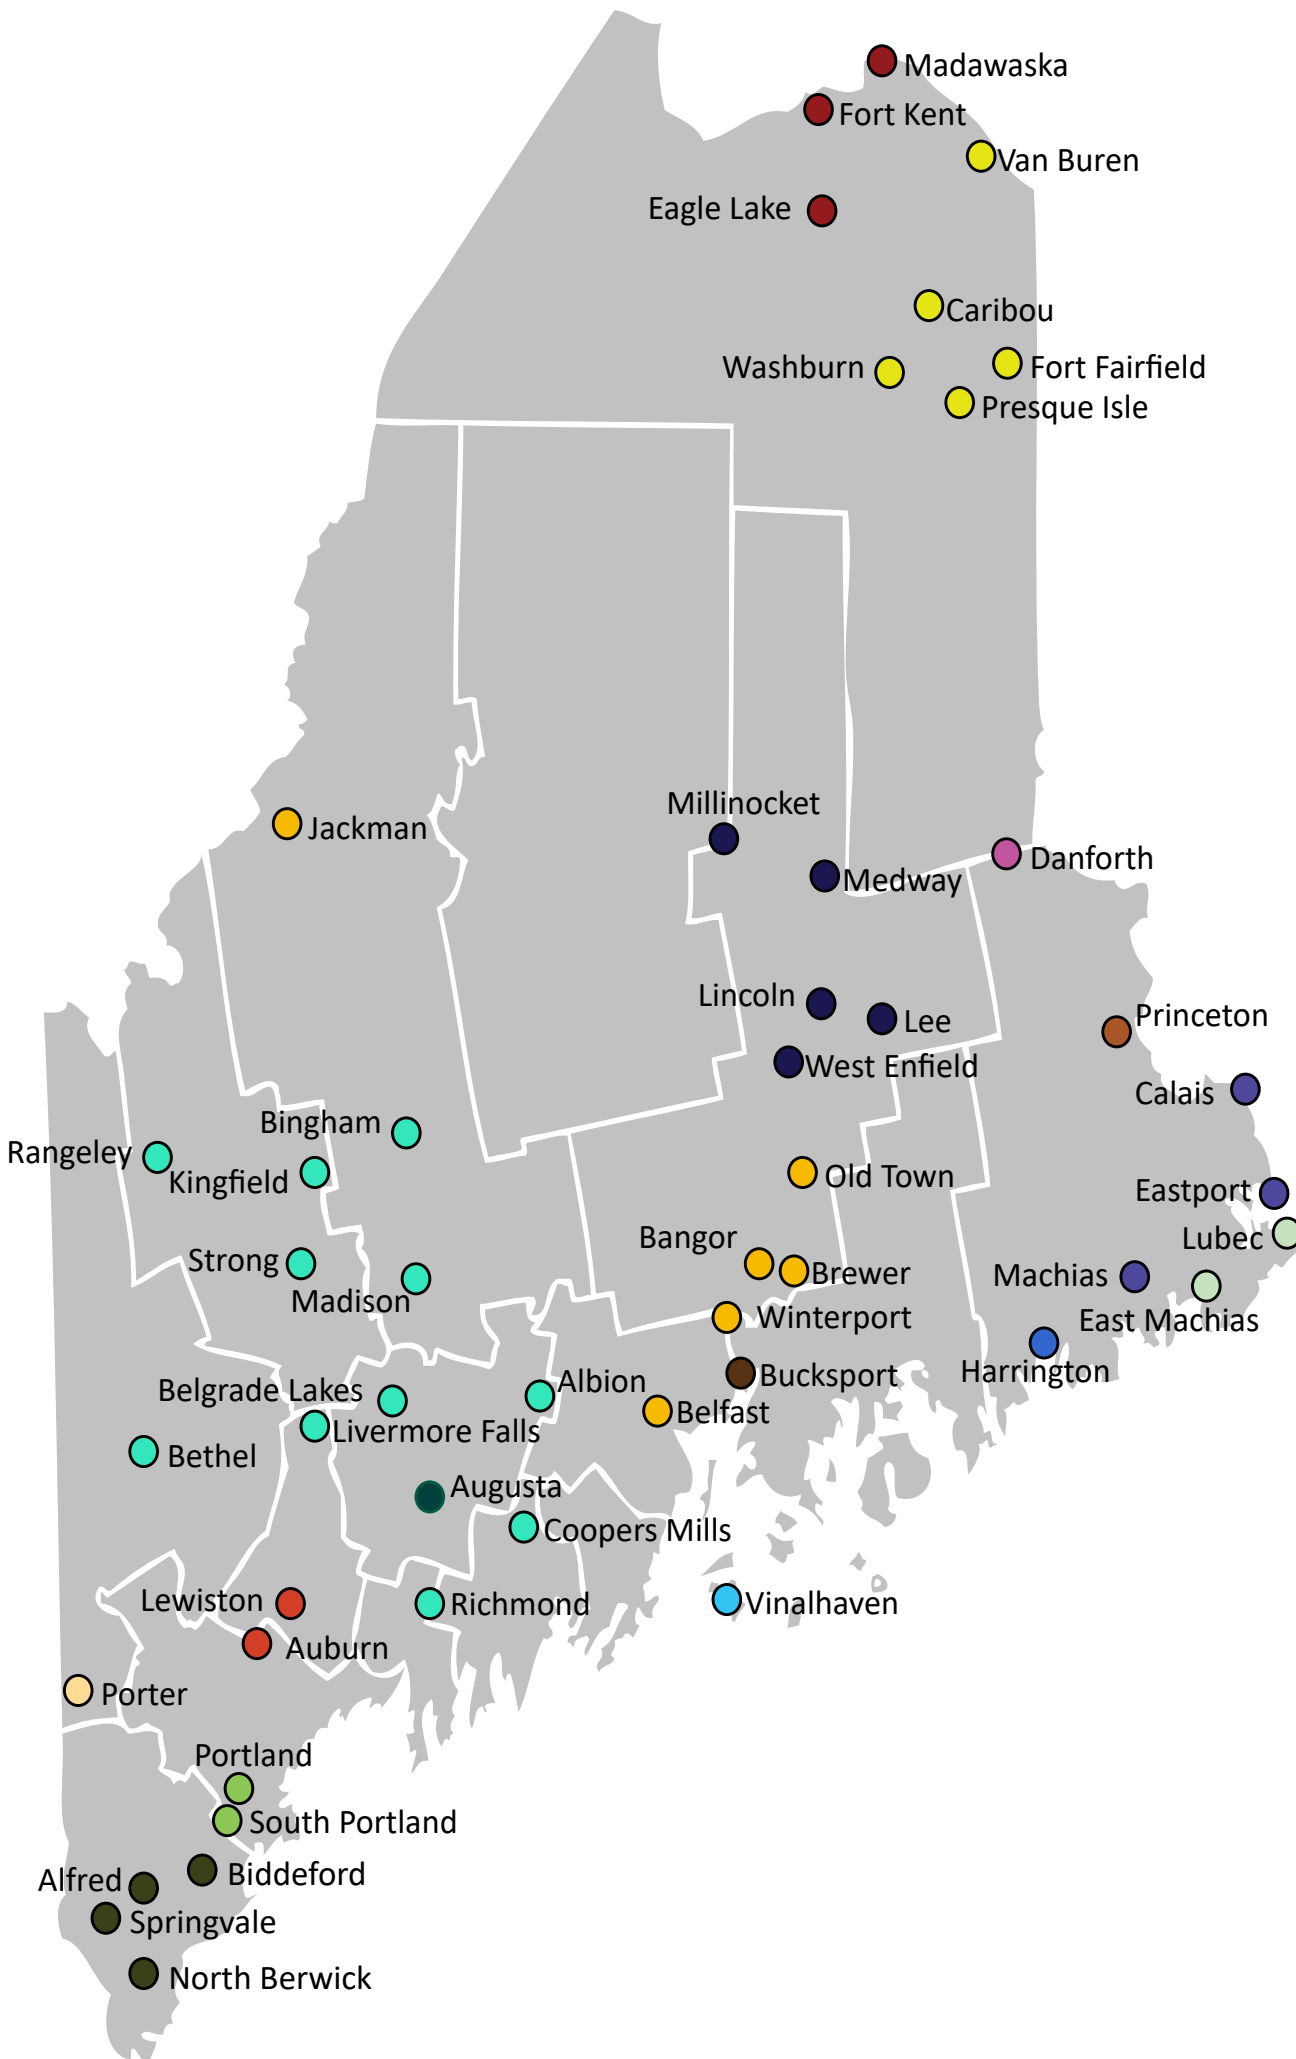 Madawaska
Fort Kent
Van Buren
Eagle Lake
Caribou
Washburn
Fort Fairfield
Presque Isle
Millinocket
Jackman
Danforth
Medway
Lincoln
Princeton
Lee
West Enfield
Calais
Bingham
Rangeley
Kingfield
Old Town
Eastport
Bangor
Lubec
Strong
Brewer
Machias
Madison
Winterport
East Machias
Harrington
Bucksport
Albion
Belgrade Lakes
Belfast
Livermore Falls
Bethel
Augusta
Coopers Mills
Lewiston
Richmond
Vinalhaven
Auburn
Porter
Portland
South Portland
Biddeford
Alfred
Springvale
North Berwick